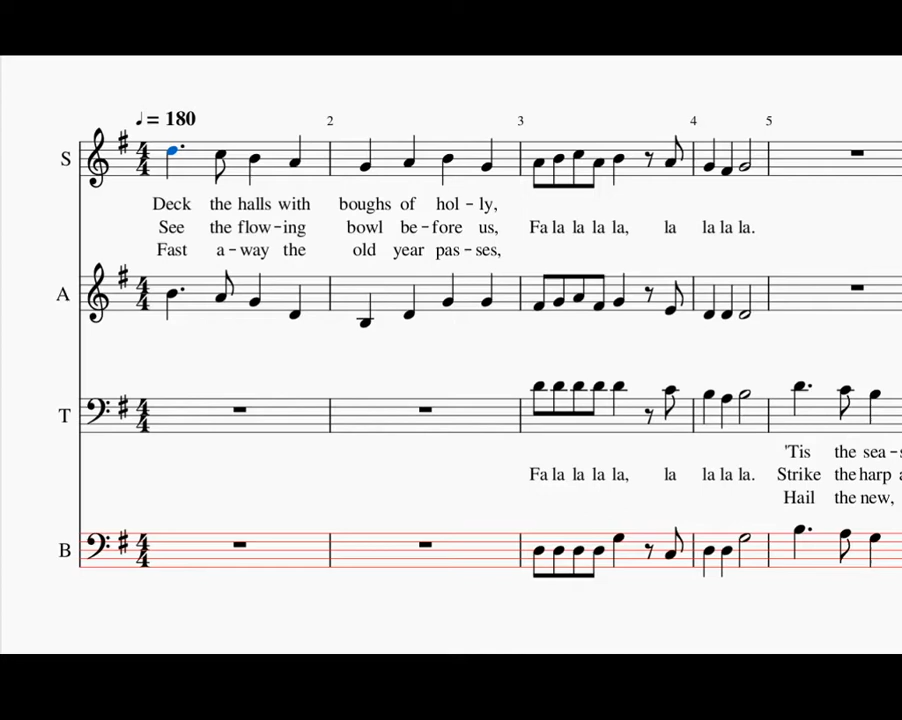 ♩= 180
2 3 4 5
S
Deck the halls with boughs of hol-ly,
See the flow-ing bowl be-fore us, Fa la la la la, la la la la.
Fast a-way the old year pas-ses,
A
T
'Tis the sea-s
Fa la la la la, la la la la. Strike the harp a
Hail the new,
B